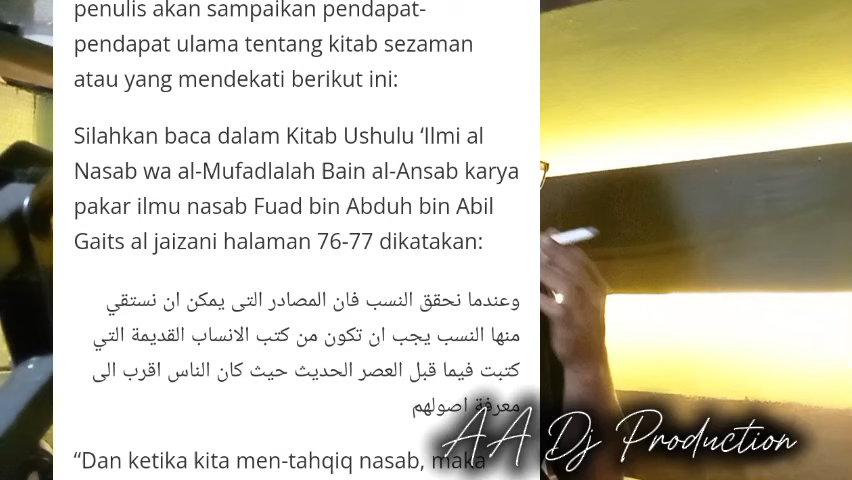 penulis akan sampaikan pendapat-
pendapat ulama tentang kitab sezaman
atau yang mendekati berikut ini:
Silahkan baca dalam Kitab Ushulu ‘Ilmi al
Nasab wa al-Mufadlalah Bain al-Ansab karya
pakar ilmu nasab Fuad bin Abduh bin Abil
Gaits al jaizani halaman 76-77 dikatakan:
وعندما نحقق النسب فان المصادر التى يمكن ان نستقي
منها النسب يجب ان تكون من كتب الانساب القديمة التي
كتبت فيما قبل العصر الحديث حيث كان الناس اقرب الى
معرفة اصولهم
“Dan ketika kita men-tahqiq nasab, maka
AA Dj Production